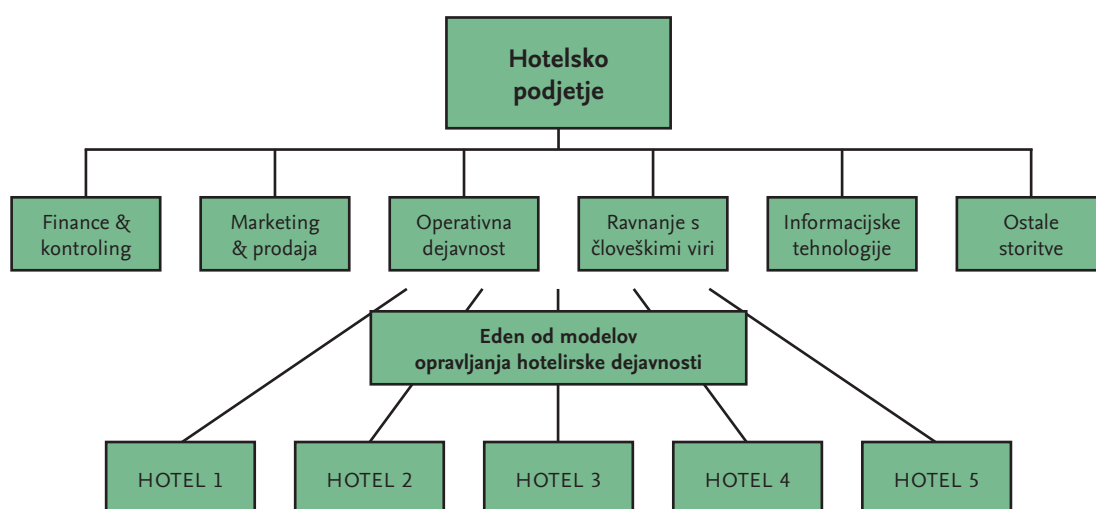 Hotelsko
podjetje
Finance &
kontroling
Marketing
& prodaja
Operativna
dejavnost
Ravnanje s
človeškimi viri
Informacijske
tehnologije
Ostale
storitve
Eden od modelov
opravljanja hotelirske dejavnosti
HOTEL 1
HOTEL 2
HOTEL 3
HOTEL 4
HOTEL 5